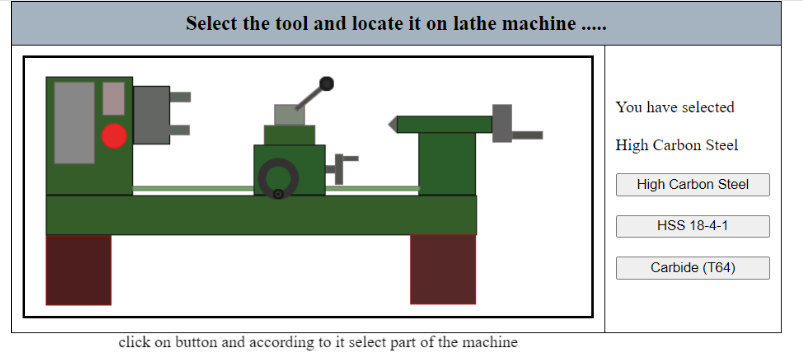 Select the tool and locate it on lathe machine .....
You have selected
High Carbon Steel
High Carbon Steel
HSS 18-4-1
Carbide (T64)
click on button and according to it select part of the machine